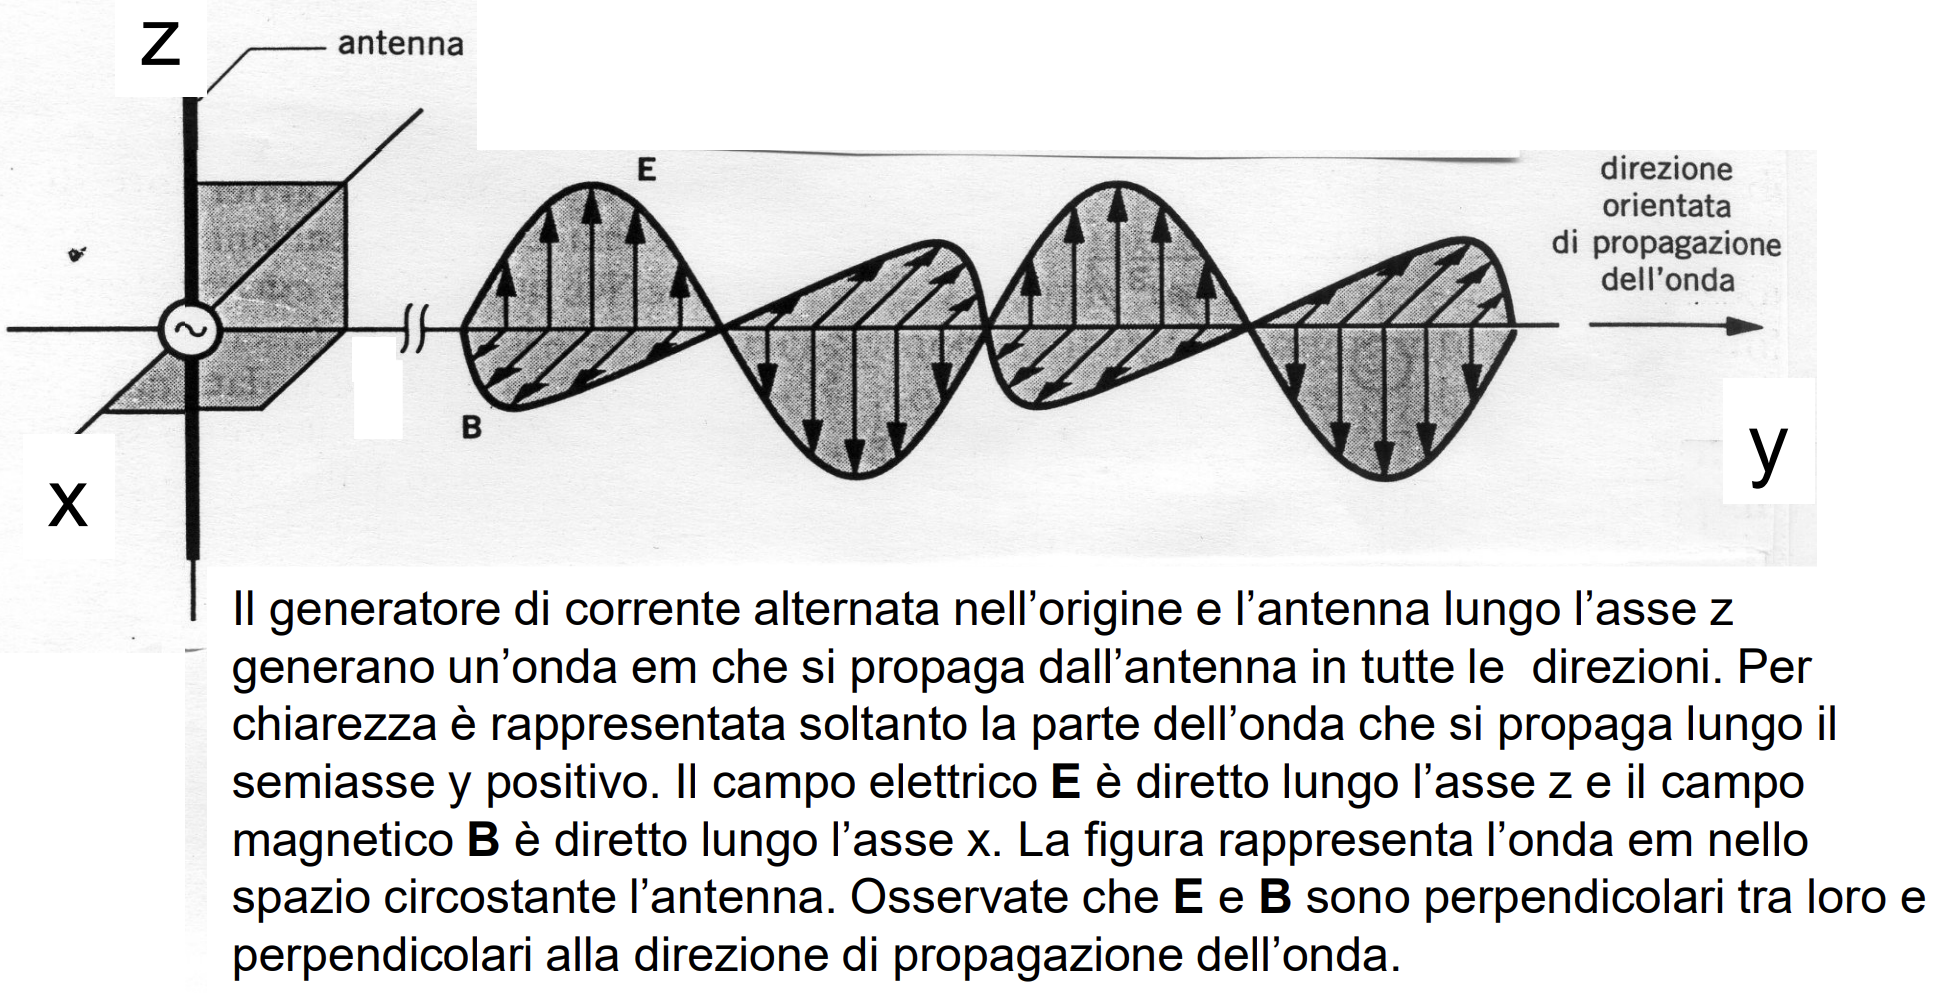 z
antenna
E
direzione
orientata
di propagazione
dell'onda
~
B
y
x
Il generatore di corrente alternata nell'origine e l'antenna lungo l'asse z
generano un'onda em che si propaga dall'antenna in tutte le direzioni. Per
chiarezza è rappresentata soltanto la parte dell'onda che si propaga lungo il
semiasse y positivo. Il campo elettrico E è diretto lungo l'asse z e il campo
magnetico B è diretto lungo l'asse x. La figura rappresenta l'onda em nello
spazio circostante l'antenna. Osservate che E e B sono perpendicolari tra loro e
perpendicolari alla direzione di propagazione dell'onda.